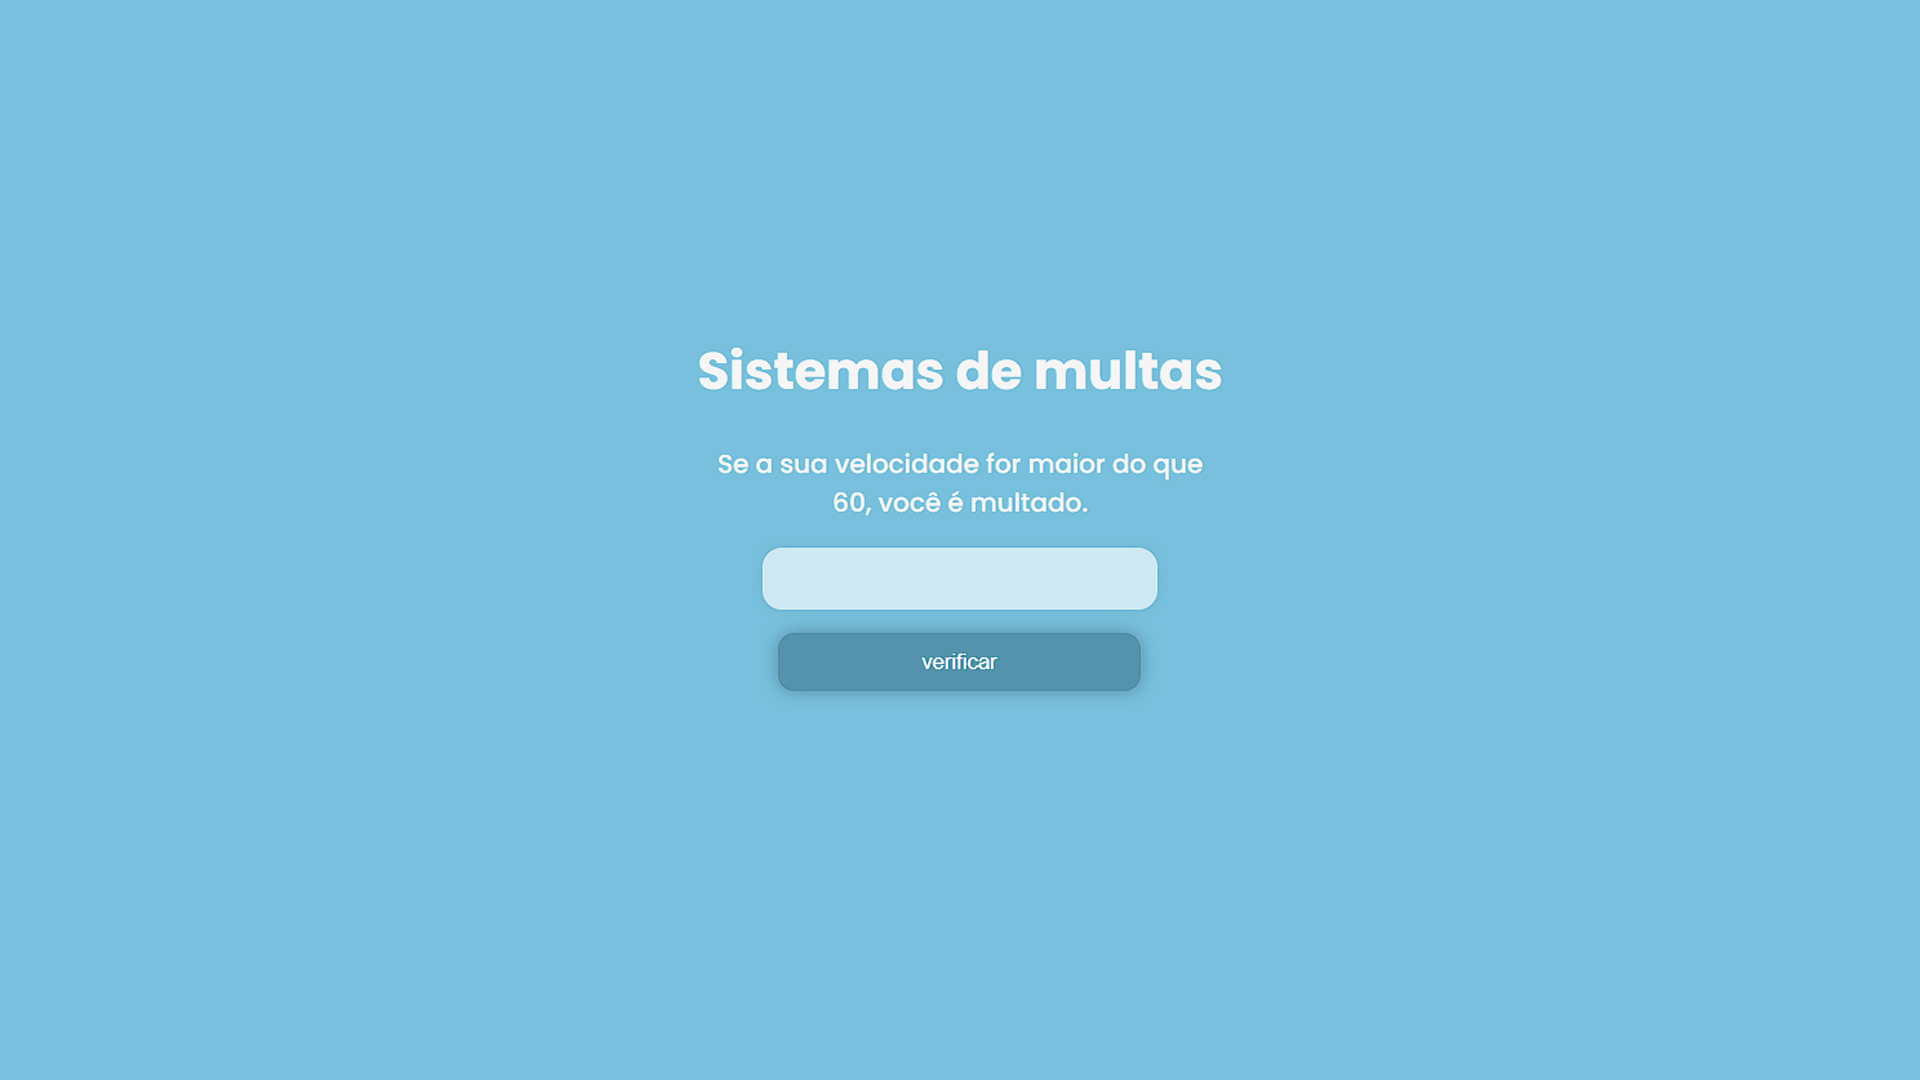 Sistemas de multas
Se a sua velocidade for maior do que
60, você é multado.
verificar